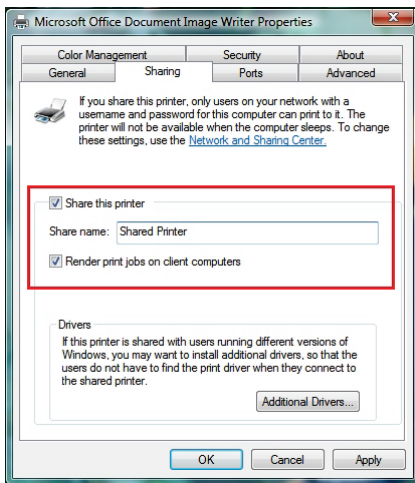 Microsoft Office Document Image Writer Properties
Color Management Security About
General Sharing Ports Advanced
If you share this printer, only users on your network with a
username and password for this computer can print to it. The
printer will not be available when the computer sleeps. To change
these settings, use the Network and Sharing Center.
Share this printer
Share name: Shared Printer
Render print jobs on client computers
Drivers
If this printer is shared with users running different versions of
Windows, you may want to install additional drivers, so that the
users do not have to find the print driver when they connect to
the shared printer.
Additional Drivers...
OK Cancel Apply